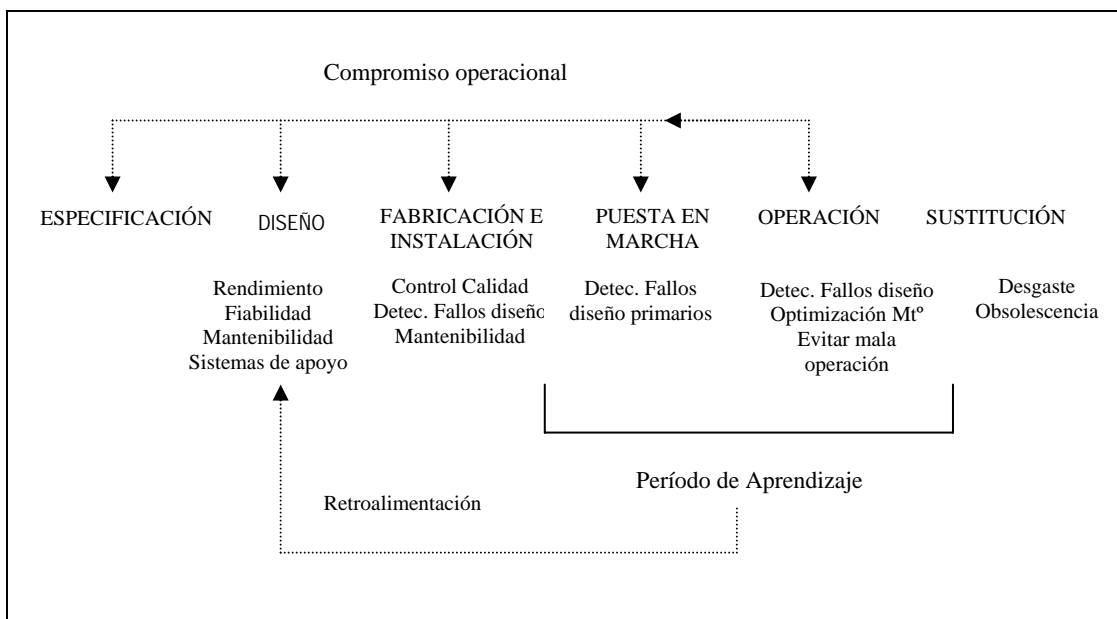 Compromiso operacional
ESPECIFICACIÓN
DISEÑO
FABRICACIÓN E
INSTALACIÓN
PUESTA EN
MARCHA
OPERACIÓN
SUSTITUCIÓN
Rendimiento
Fiabilidad
Mantenibilidad
Sistemas de apoyo
Control Calidad
Detec. Fallos diseño
Mantenibilidad
Detec. Fallos
diseño primarios
Detec. Fallos diseño
Optimización Mtº
Evitar mala
operación
Desgaste
Obsolescencia
Período de Aprendizaje
Retroalimentación